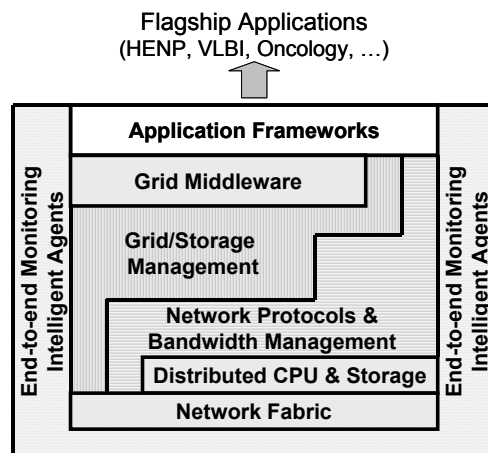 Flagship Applications
(HENP, VLBI, Oncology, …)
Application Frameworks
End-to-end Monitoring
Intelligent Agents
Grid Middleware
Grid/Storage
Management
Network Protocols &
Bandwidth Management
Distributed CPU & Storage
Network Fabric
End-to-end Monitoring
Intelligent Agents